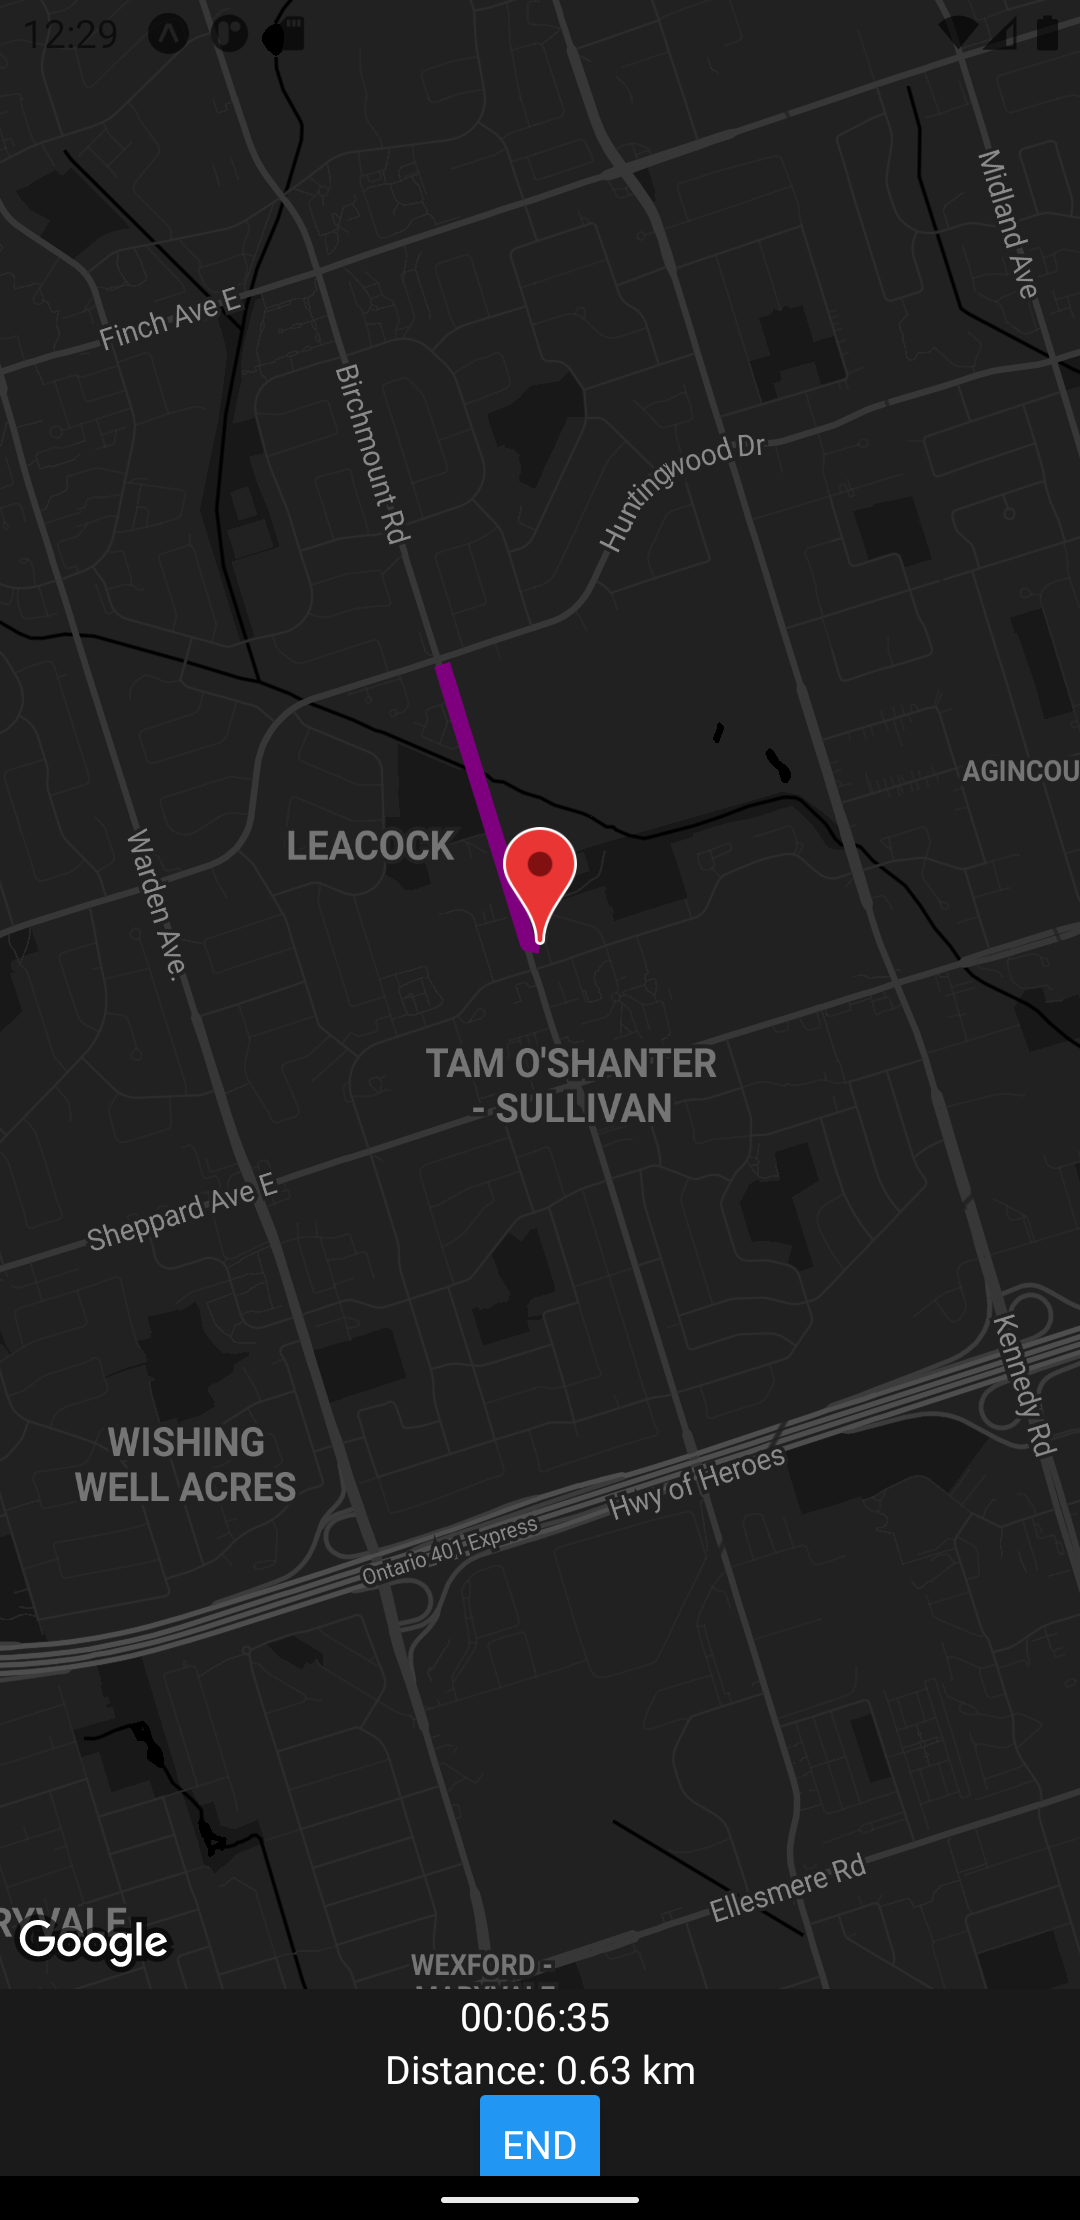 12:29
Midland Ave
Finch Ave E
Birchmount Rd
Huntingwood Dr
AGINCOU
LEACOCK
Warden Ave.
TAM O'SHANTER
- SULLIVAN
Sheppard Ave E
Kennedy Rd
WISHING
WELL ACRES
Hwy of Heroes
Ontario 401 Express
Ellesmere Rd
RYVALE
Google
WEXFORD -
00:06:35
Distance: 0.63 km
END